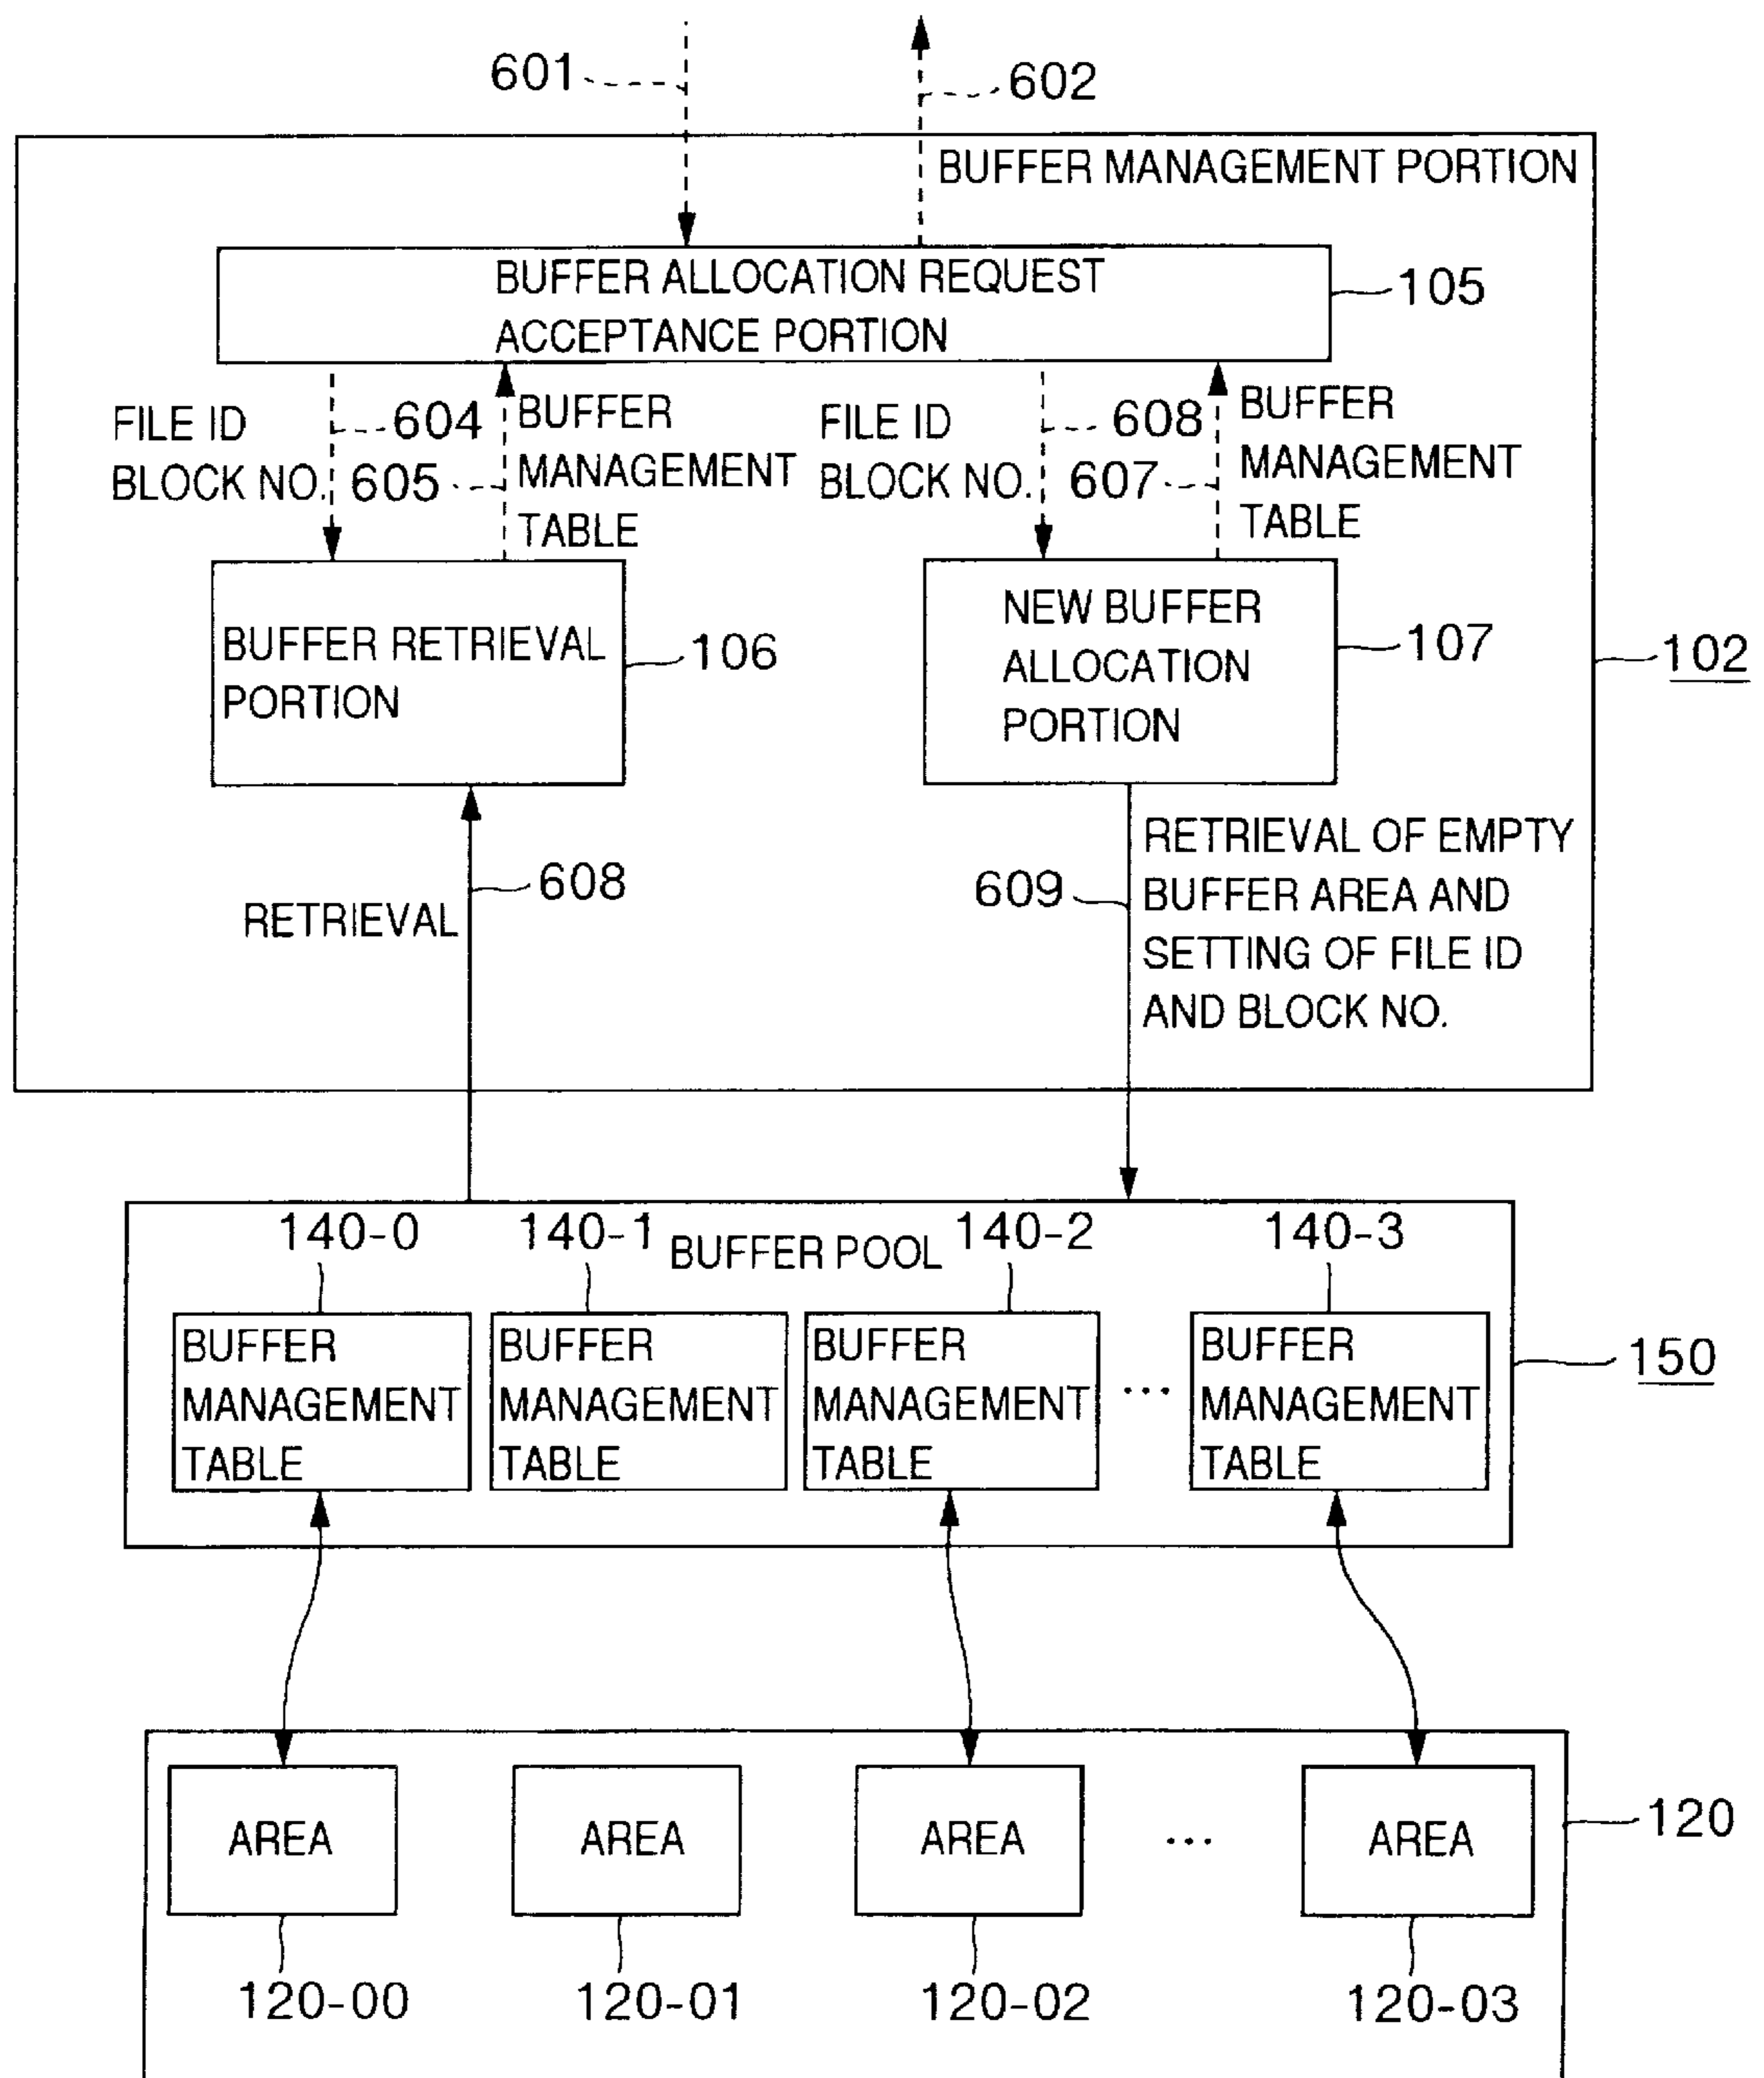 601
602
BUFFER MANAGEMENT PORTION
BUFFER ALLOCATION REQUEST
ACCEPTANCE PORTION
105
FILE ID
BLOCK NO.
604
605
BUFFER
MANAGEMENT
TABLE
FILE ID
BLOCK NO.
608
607
BUFFER
MANAGEMENT
TABLE
BUFFER RETRIEVAL
PORTION
106
NEW BUFFER
ALLOCATION
PORTION
107
102
RETRIEVAL
608
609
RETRIEVAL OF EMPTY
BUFFER AREA AND
SETTING OF FILE ID
AND BLOCK NO.
140-0
140-1
BUFFER POOL
140-2
140-3
BUFFER
MANAGEMENT
TABLE
BUFFER
MANAGEMENT
TABLE
BUFFER
MANAGEMENT
TABLE
...
BUFFER
MANAGEMENT
TABLE
150
AREA
AREA
AREA
...
AREA
120
120-00
120-01
120-02
120-03